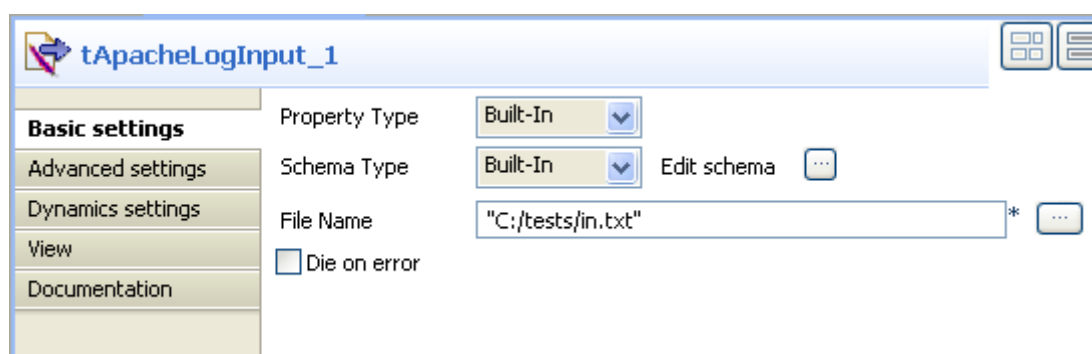 tApacheLogInput_1
Basic settings
Advanced settings
Dynamics settings
View
Documentation
Property Type Built-In
Schema Type Built-In Edit schema ...
File Name "C:/tests/in.txt" * ...
Die on error